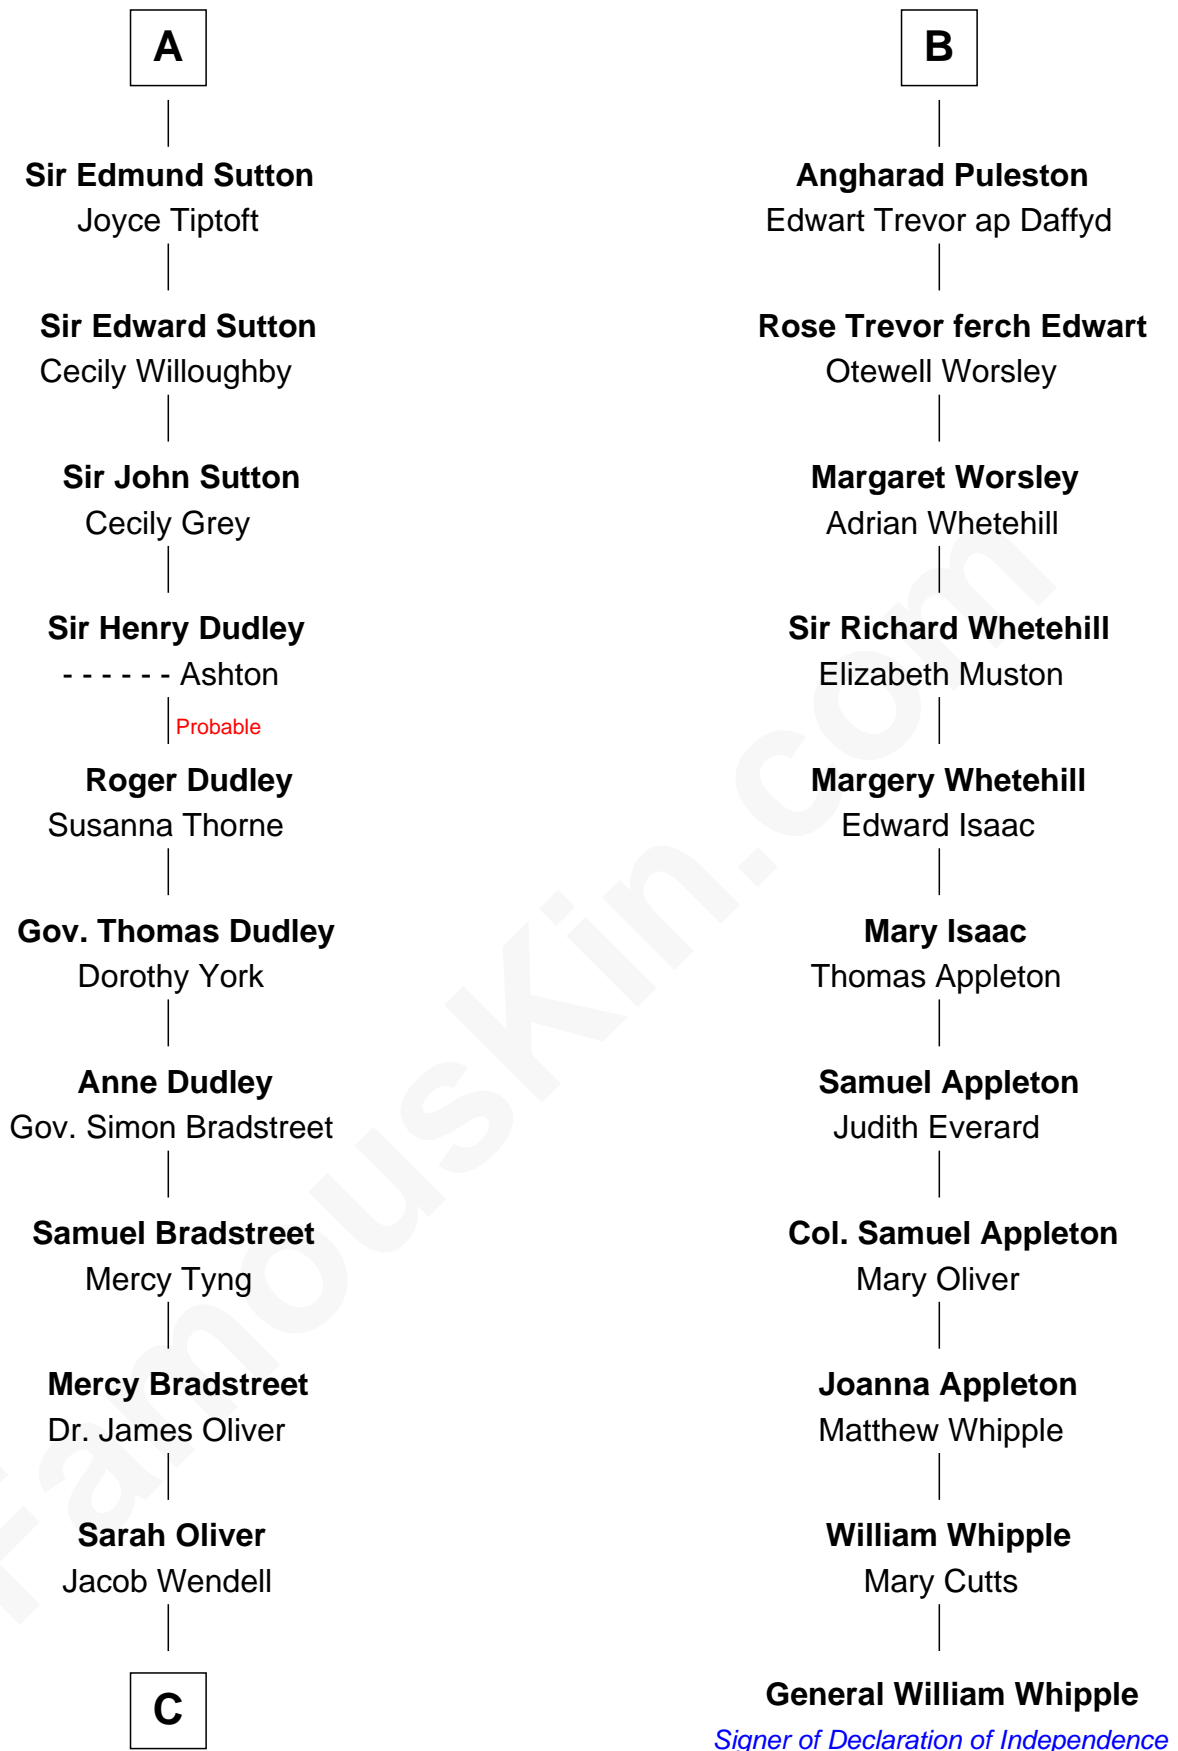 A
Sir Edmund Sutton
Joyce Tiptoft
Sir Edward Sutton
Cecily Willoughby
Sir John Sutton
Cecily Grey
Sir Henry Dudley
- - - - - - Ashton
Probable
Roger Dudley
Susanna Thorne
Gov. Thomas Dudley
Dorothy York
Anne Dudley
Gov. Simon Bradstreet
Samuel Bradstreet
Mercy Tyng
Mercy Bradstreet
Dr. James Oliver
Sarah Oliver
Jacob Wendell
C
B
Angharad Puleston
Edwart Trevor ap Daffyd
Rose Trevor ferch Edwart
Otewell Worsley
Margaret Worsley
Adrian Whetehill
Sir Richard Whetehill
Elizabeth Muston
Margery Whetehill
Edward Isaac
Mary Isaac
Thomas Appleton
Samuel Appleton
Judith Everard
Col. Samuel Appleton
Mary Oliver
Joanna Appleton
Matthew Whipple
William Whipple
Mary Cutts
General William Whipple
Signer of Declaration of Independence
FamousKin.com